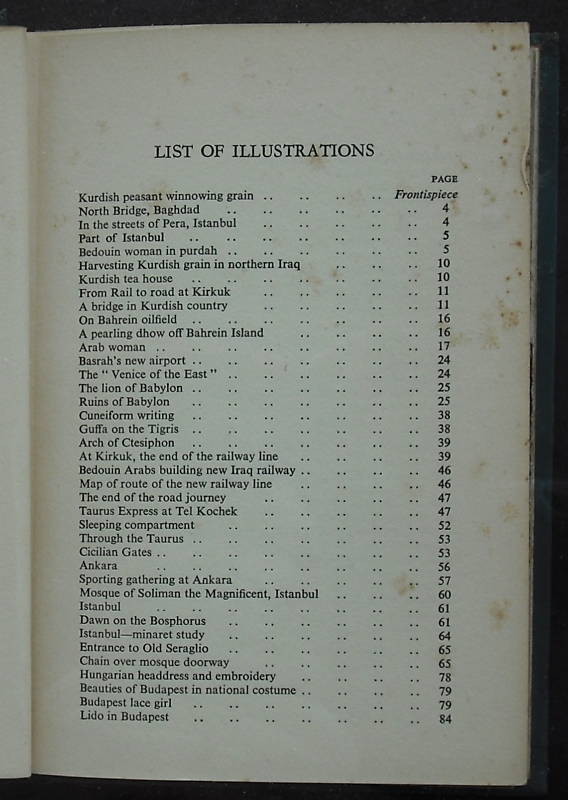 LIST OF ILLUSTRATIONS
PAGE
Kurdish peasant winnowing grain .. .. .. .. Frontispiece
North Bridge, Baghdad .. .. .. .. .. .. 4
In the streets of Pera, Istanbul .. .. .. .. .. 4
Part of Istanbul .. .. .. .. .. .. .. 5
Bedouin woman in purdah .. .. .. .. .. .. 5
Harvesting Kurdish grain in northern Iraq .. .. .. 10
Kurdish tea house .. .. .. .. .. .. .. 10
From Rail to road at Kirkuk .. .. .. .. .. 11
A bridge in Kurdish country .. .. .. .. .. 11
On Bahrein oilfield .. .. .. .. .. .. .. 16
A pearling dhow off Bahrein Island .. .. .. .. 16
Arab woman .. .. .. .. .. .. .. .. 17
Basrah's new airport .. .. .. .. .. .. .. 24
The “ Venice of the East ” .. .. .. .. .. .. 24
The lion of Babylon .. .. .. .. .. .. .. 25
Ruins of Babylon .. .. .. .. .. .. .. 25
Cuneiform writing .. .. .. .. .. .. .. 38
Guffa on the Tigris .. .. .. .. .. .. .. 38
Arch of Ctesiphon .. .. .. .. .. .. .. 39
At Kirkuk, the end of the railway line .. .. .. .. 39
Bedouin Arabs building new Iraq railway .. .. .. .. 46
Map of route of the new railway line .. .. .. .. 46
The end of the road journey .. .. .. .. .. 47
Taurus Express at Tel Kochek .. .. .. .. .. 47
Sleeping compartment .. .. .. .. .. .. 52
Through the Taurus .. .. .. .. .. .. .. 53
Cicilian Gates .. .. .. .. .. .. .. .. 53
Ankara .. .. .. .. .. .. .. .. 56
Sporting gathering at Ankara .. .. .. .. .. 57
Mosque of Soliman the Magnificent, Istanbul .. .. .. 60
Istanbul .. .. .. .. .. .. .. .. 61
Dawn on the Bosphorus .. .. .. .. .. .. 61
Istanbul—minaret study .. .. .. .. .. .. 64
Entrance to Old Seraglio .. .. .. .. .. .. 65
Chain over mosque doorway .. .. .. .. .. 65
Hungarian headdress and embroidery .. .. .. .. 78
Beauties of Budapest in national costume .. .. .. .. 79
Budapest lace girl .. .. .. .. .. .. .. 79
Lido in Budapest .. .. .. .. .. .. .. 84